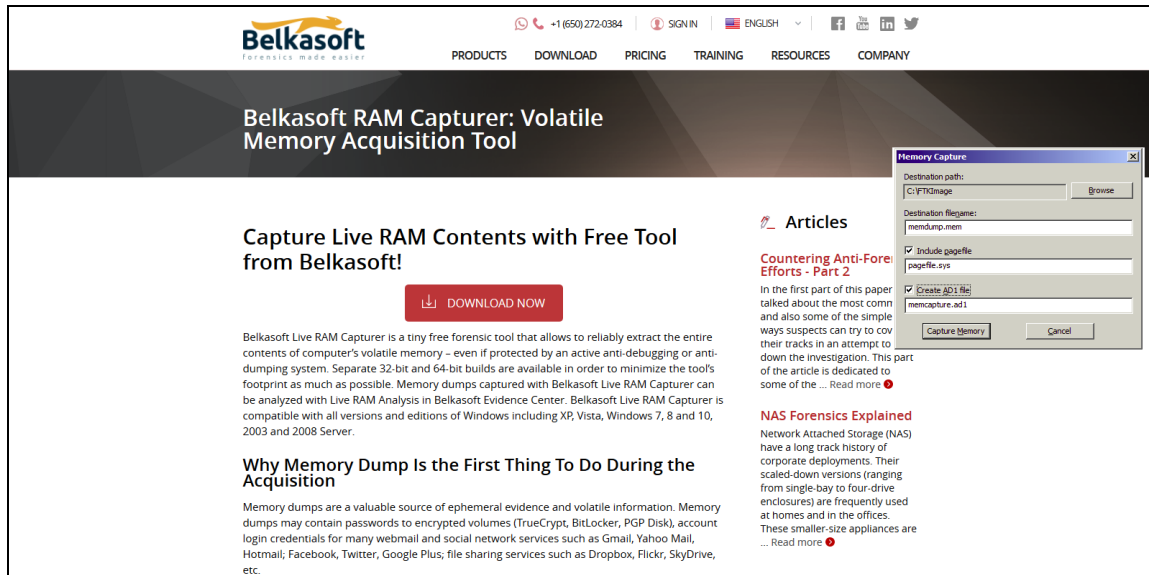 +1 (650) 272-0384
SIGN IN
ENGLISH
You
Tube
Belkasoft
forensics made easier
PRODUCTS
DOWNLOAD
PRICING
TRAINING
RESOURCES
COMPANY
Belkasoft RAM Capturer: Volatile
Memory Acquisition Tool
Memory Capture
Destination path:
C:\FTKImage
Browse
Destination filename:
memdump.mem
Include pagefile
pagefile.sys
Create AD1 file
memcapture.ad1
Capture Memory
Cancel
Capture Live RAM Contents with Free Tool
from Belkasoft!
DOWNLOAD NOW
Belkasoft Live RAM Capturer is a tiny free forensic tool that allows to reliably extract the entire
contents of computer's volatile memory – even if protected by an active anti-debugging or anti-
dumping system. Separate 32-bit and 64-bit builds are available in order to minimize the tool's
footprint as much as possible. Memory dumps captured with Belkasoft Live RAM Capturer can
be analyzed with Live RAM Analysis in Belkasoft Evidence Center. Belkasoft Live RAM Capturer is
compatible with all versions and editions of Windows including XP, Vista, Windows 7, 8 and 10,
2003 and 2008 Server.
Why Memory Dump Is the First Thing To Do During the
Acquisition
Memory dumps are a valuable source of ephemeral evidence and volatile information. Memory
dumps may contain passwords to encrypted volumes (TrueCrypt, BitLocker, PGP Disk), account
login credentials for many webmail and social network services such as Gmail, Yahoo Mail,
Hotmail; Facebook, Twitter, Google Plus; file sharing services such as Dropbox, Flickr, SkyDrive,
etc.
Articles
Countering Anti-Fore
Efforts - Part 2
In the first part of this paper
talked about the most comm
and also some of the simple
ways suspects can try to cov
their tracks in an attempt to
down the investigation. This part
of the article is dedicated to
some of the ... Read more
NAS Forensics Explained
Network Attached Storage (NAS)
have a long track history of
corporate deployments. Their
scaled-down versions (ranging
from single-bay to four-drive
enclosures) are frequently used
at homes and in the offices.
These smaller-size appliances are
... Read more